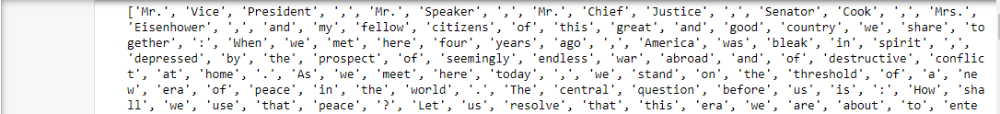 ['Mr.', 'Vice', 'President', ',', 'Mr.', 'Speaker', ',', 'Mr.', 'Chief', 'Justice', ',', 'Senator', 'Cook', ',', 'Mrs.',
'Eisenhower', ',', 'and', 'my', 'fellow', 'citizens', 'of', 'this', 'great', 'and', 'good', 'country', 'we', 'share', 'to
gether', ':', 'When', 'we', 'met', 'here', 'four', 'years', 'ago', ',', 'America', 'was', 'bleak', 'in', 'spirit', ',',
'depressed', 'by', 'the', 'prospect', 'of', 'seemingly', 'endless', 'war', 'abroad', 'and', 'of', 'destructive', 'conflic
t', 'at', 'home', '.', 'As', 'we', 'meet', 'here', 'today', ',', 'we', 'stand', 'on', 'the', 'threshold', 'of', 'a', 'ne
w', 'era', 'of', 'peace', 'in', 'the', 'world', '.', 'The', 'central', 'question', 'before', 'us', 'is', ':', 'How', 'sha
ll', 'we', 'use', 'that', 'peace', '?', 'Let', 'us', 'resolve', 'that', 'this', 'era', 'we', 'are', 'about', 'to', 'ente